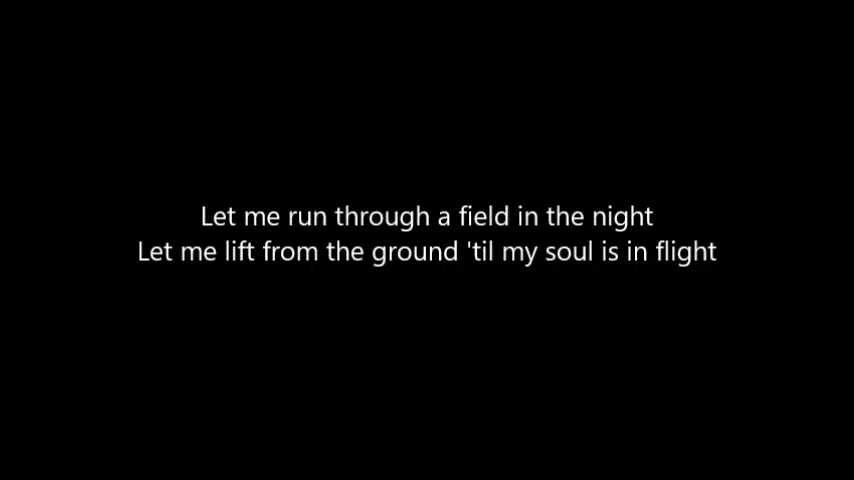 Let me run through a field in the night
Let me lift from the ground 'til my soul is in flight